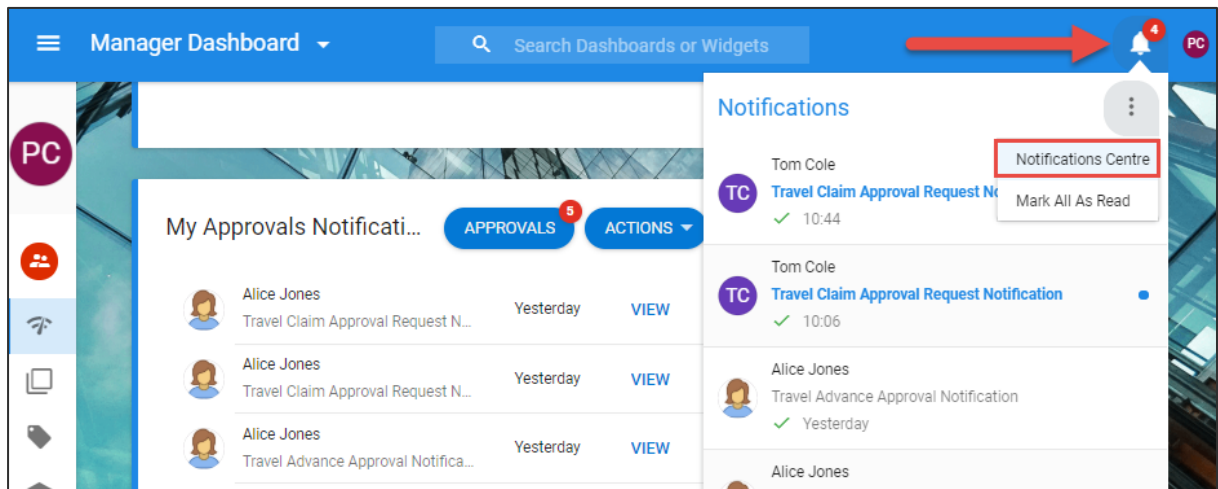 Manager Dashboard
Search Dashboards or Widgets
4
PC
PC
My Approvals Notificati...
APPROVALS
5
ACTIONS
Alice Jones
Travel Claim Approval Request N...
Yesterday
VIEW
Alice Jones
Travel Claim Approval Request N...
Yesterday
VIEW
Alice Jones
Travel Advance Approval Notifica...
Yesterday
VIEW
Notifications
Notifications Centre
Mark All As Read
Tom Cole
TC
Travel Claim Approval Request No
10:44
Tom Cole
TC
Travel Claim Approval Request Notification
10:06
Alice Jones
Travel Advance Approval Notification
Yesterday
Alice Jones